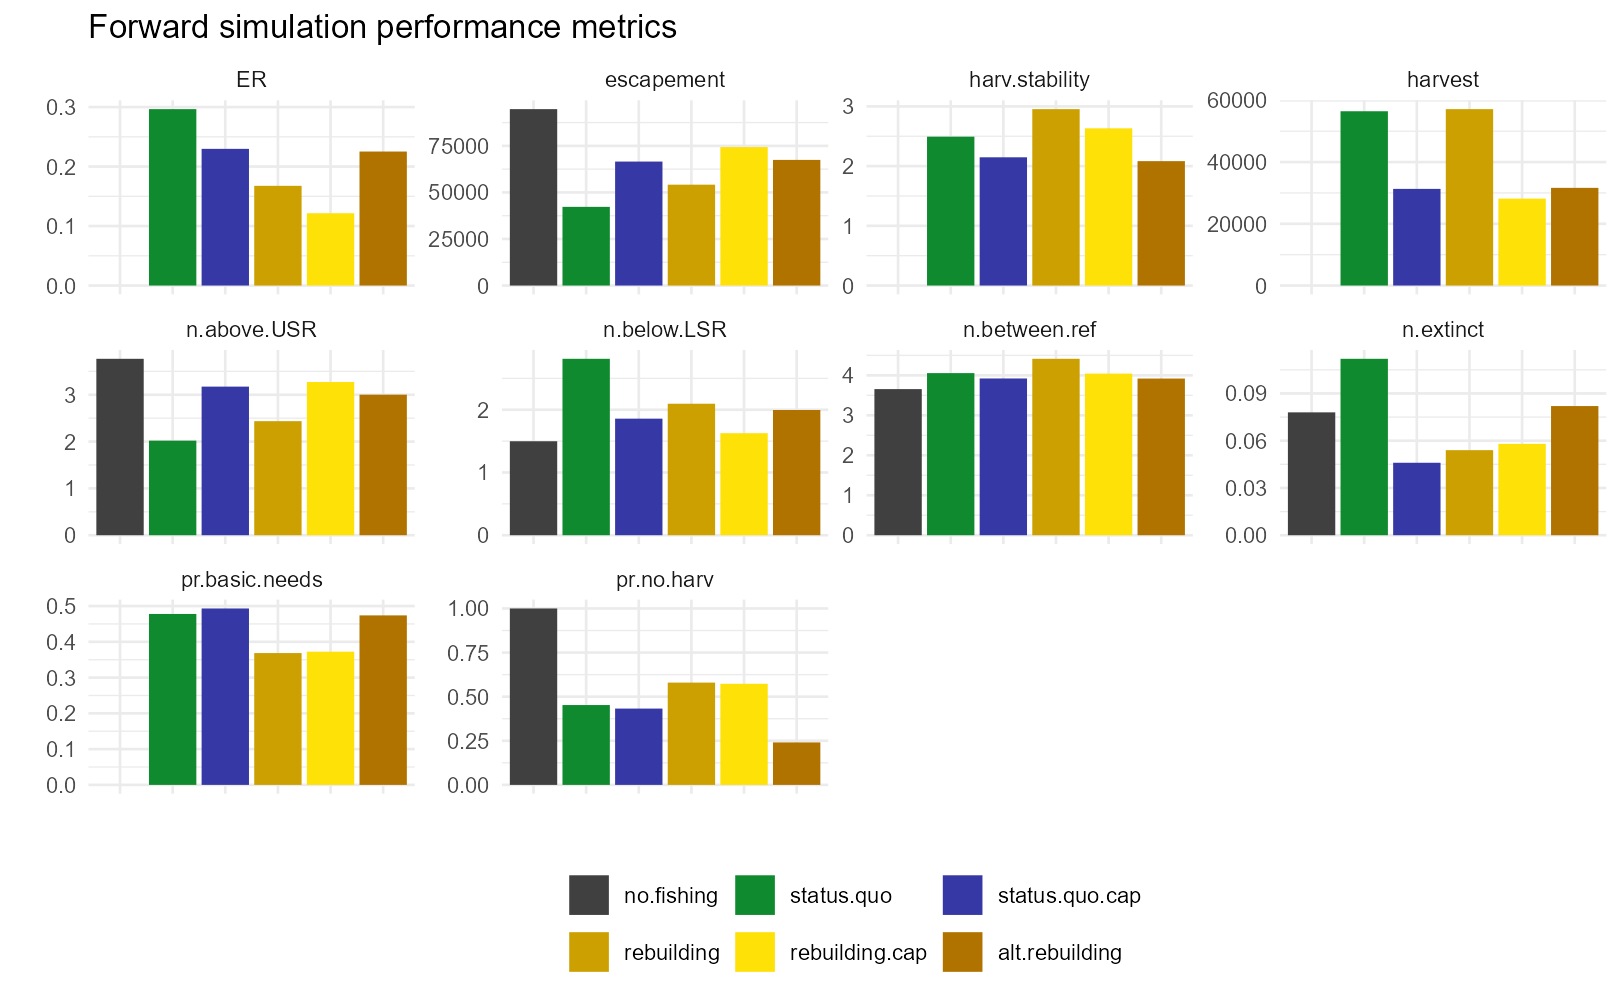 Forward simulation performance metrics
ER escapement harv.stability harvest
0.3 0.2 0.1 0.0
75000 50000 25000 0
3 2 1 0
60000 40000 20000 0
n.above.USR n.below.LSR n.between.ref n.extinct
3 2 1 0
2 1 0
4 3 2 1 0
0.09 0.06 0.03 0.00
pr.basic.needs pr.no.harv
0.5 0.4 0.3 0.2 0.1 0.0
1.00 0.75 0.50 0.25 0.00
no.fishing status.quo status.quo.cap
rebuilding rebuilding.cap alt.rebuilding